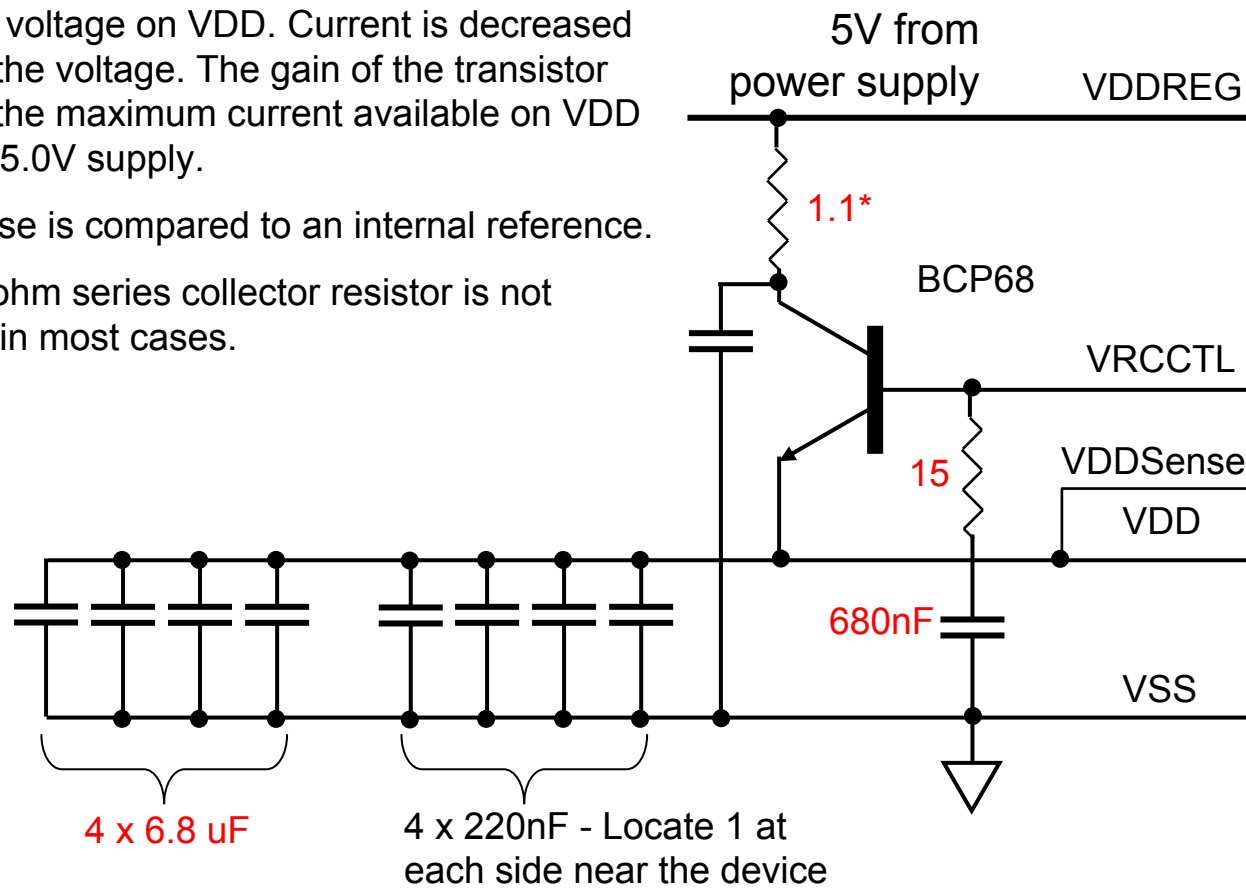 voltage on VDD. Current is decreased
the voltage. The gain of the transistor
the maximum current available on VDD
5.0V supply.
se is compared to an internal reference.
ohm series collector resistor is not
in most cases.
5V from
power supply
VDDREG
1.1*
BCP68
VRCCTL
15
VDDSense
VDD
680nF
VSS
4 x 6.8 uF
4 x 220nF - Locate 1 at
each side near the device